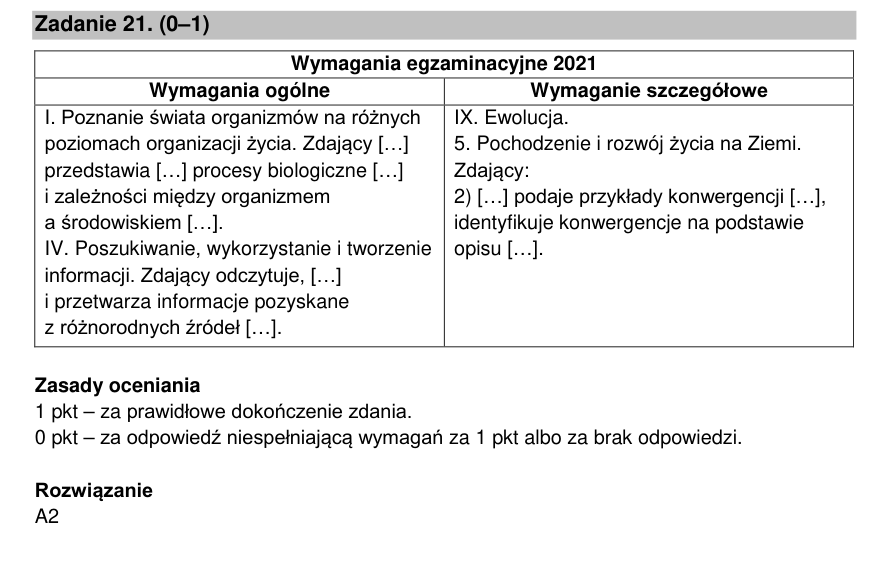 Zadanie 21. (0–1)
Wymagania egzaminacyjne 2021
Wymagania ogólne
Wymaganie szczegółowe
I. Poznanie świata organizmów na różnych
poziomach organizacji życia. Zdający […]
przedstawia […] procesy biologiczne […]
i zależności między organizmem
a środowiskiem […].
IV. Poszukiwanie, wykorzystanie i tworzenie
informacji. Zdający odczytuje, […]
i przetwarza informacje pozyskane
z różnorodnych źródeł […].
IX. Ewolucja.
5. Pochodzenie i rozwój życia na Ziemi.
Zdający:
2) […] podaje przykłady konwergencji […],
identyfikuje konwergencje na podstawie
opisu […].
Zasady oceniania
1 pkt – za prawidłowe dokończenie zdania.
0 pkt – za odpowiedź niespełniającą wymagań za 1 pkt albo za brak odpowiedzi.
Rozwiązanie
A2